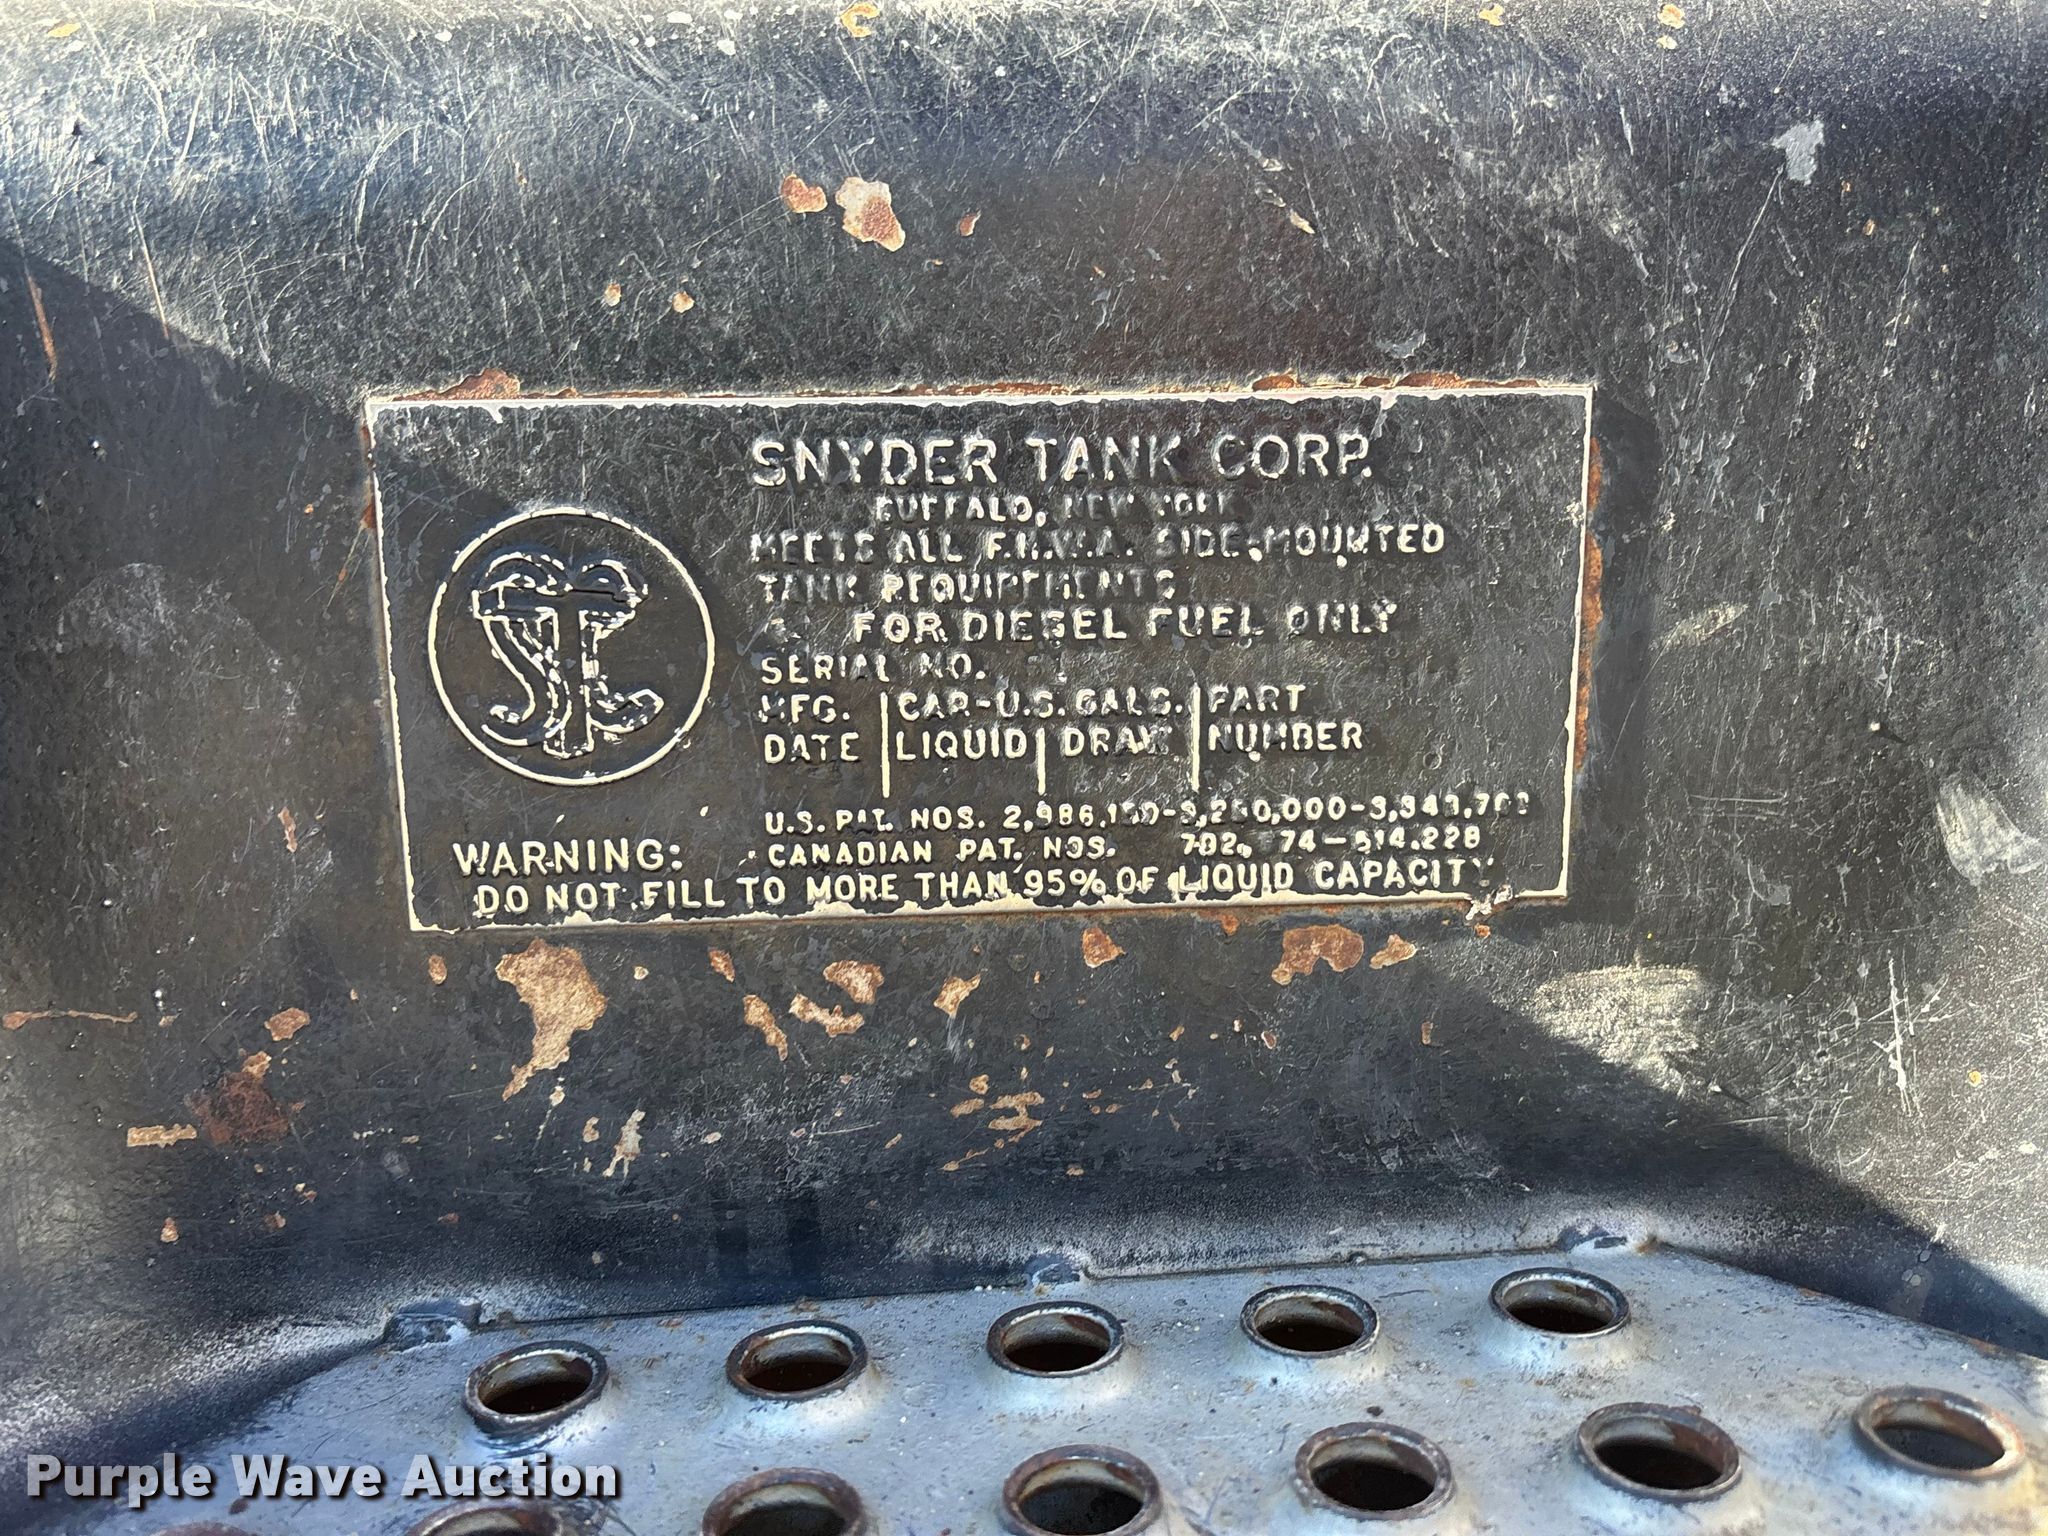 SNYDER TANK CORP.
BUFFALO, NEW YORK
MEETS ALL F.H.W.A. SIDE-MOUNTED
TANK REQUIREMENTS
FOR DIESEL FUEL ONLY
SERIAL NO.
MFG. CAP-U.S. GALS. PART
DATE LIQUID DRAW NUMBER
U.S. PAT. NOS.
CANADIAN PAT. NOS.
WARNING:
DO NOT FILL TO MORE THAN 95% OF LIQUID CAPACITY
Purple Wave Auction